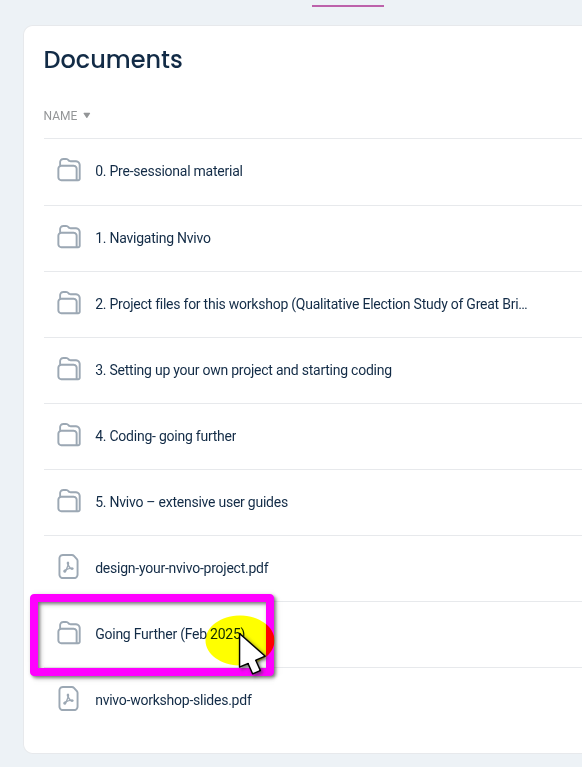 Documents
NAME
0. Pre-sessional material
1. Navigating Nvivo
2. Project files for this workshop (Qualitative Election Study of Great Bri...
3. Setting up your own project and starting coding
4. Coding- going further
5. Nvivo – extensive user guides
design-your-nvivo-project.pdf
Going Further (Feb 2025)
nvivo-workshop-slides.pdf